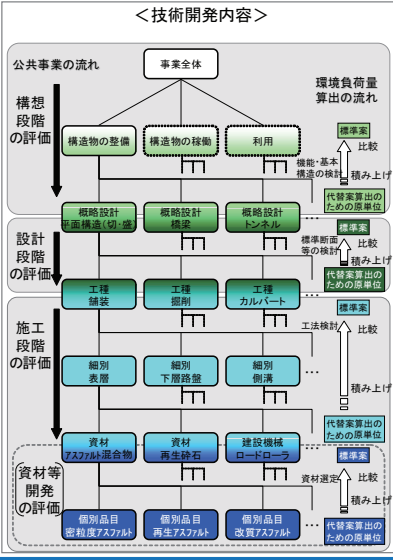 ＜技術開発内容＞
公共事業の流れ
事業全体
環境負荷量
算出の流れ
構想
段階
の評価
構造物の整備
構造物の稼働
利用
標準案
比較
機能・基本
構造の検討
積み上げ
代替案算出の
ための原単位
概略設計
平面構造(切・盛)
概略設計
橋梁
概略設計
トンネル
…
設計
段階
の評価
標準案
標準断面
等の検討
比較
積み上げ
代替案算出の
ための原単位
工種
舗装
工種
掘削
工種
カルバート
…
施工
段階
の評価
標準案
工法検討
比較
細別
表層
細別
下層路盤
細別
側溝
…
積み上げ
代替案算出の
ための原単位
資材
アスファルト混合物
資材
再生砕石
建設機械
ロードローラ
…
標準案
資材等
開発
の評価
資材選定
比較
積み上げ
個別品目
密粒度アスファルト
個別品目
再生アスファルト
個別品目
改質アスファルト
…
代替案算出の
ための原単位